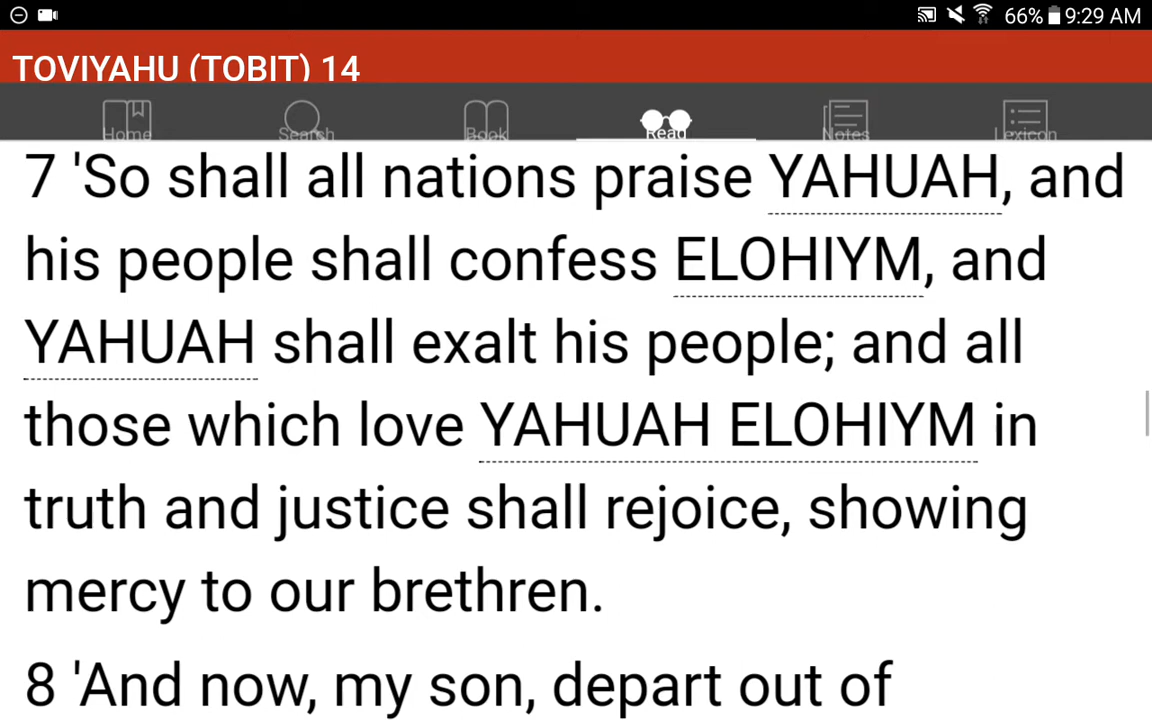 66% 9:29 AM
TOVIYAHU (TOBIT) 14
Home Search Book Read Notes Lexicon
7 'So shall all nations praise YAHUAH, and
his people shall confess ELOHIYM, and
YAHUAH shall exalt his people; and all
those which love YAHUAH ELOHIYM in
truth and justice shall rejoice, showing
mercy to our brethren.
8 'And now, my son, depart out of